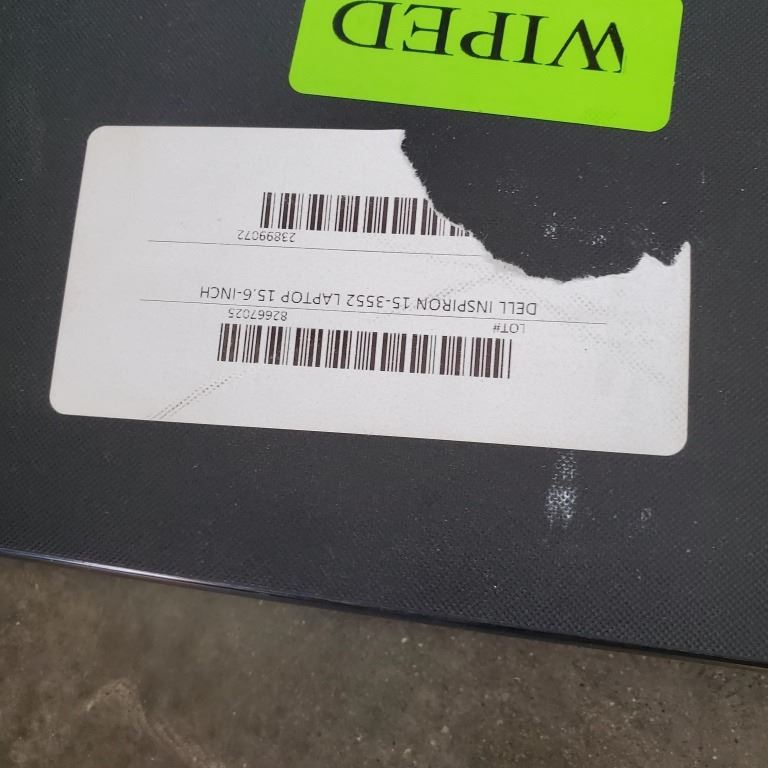 LOT# 82667025
DELL INSPIRON 15-3552 LAPTOP 15.6-INCH
23899072
WIPED